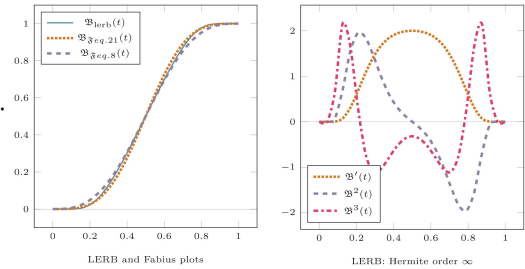 𝔅lerb(t)
𝔅𝔉eq.21(t)
𝔅𝔉eq.8(t)
1
0.8
0.6
0.4
0.2
0
0 0.2 0.4 0.6 0.8 1
LERB and Fabius plots
2
1
0
−1
−2
𝔅′(t)
𝔅²(t)
𝔅³(t)
0 0.2 0.4 0.6 0.8 1
LERB: Hermite order ∞